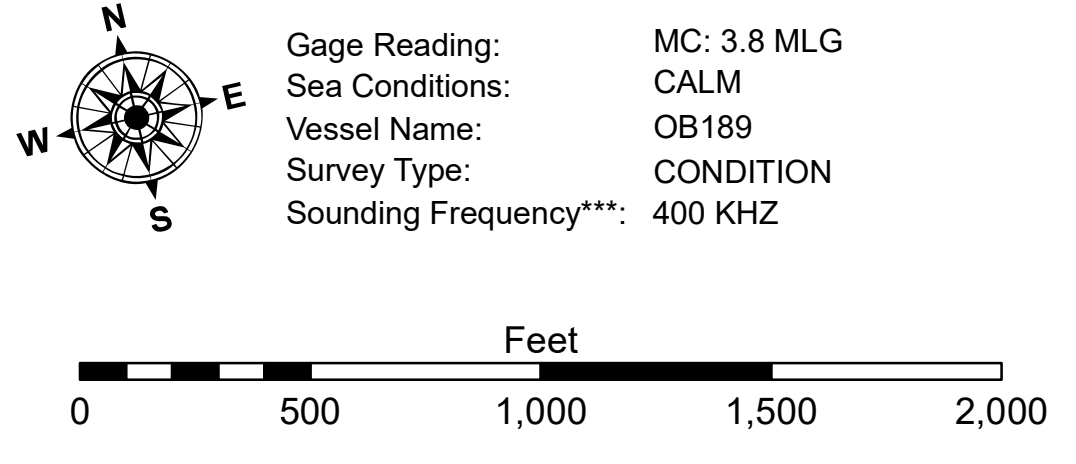 N
E
W
S
Gage Reading: MC: 3.8 MLG
Sea Conditions: CALM
Vessel Name: OB189
Survey Type: CONDITION
Sounding Frequency***: 400 KHZ
Feet
0 500 1,000 1,500 2,000